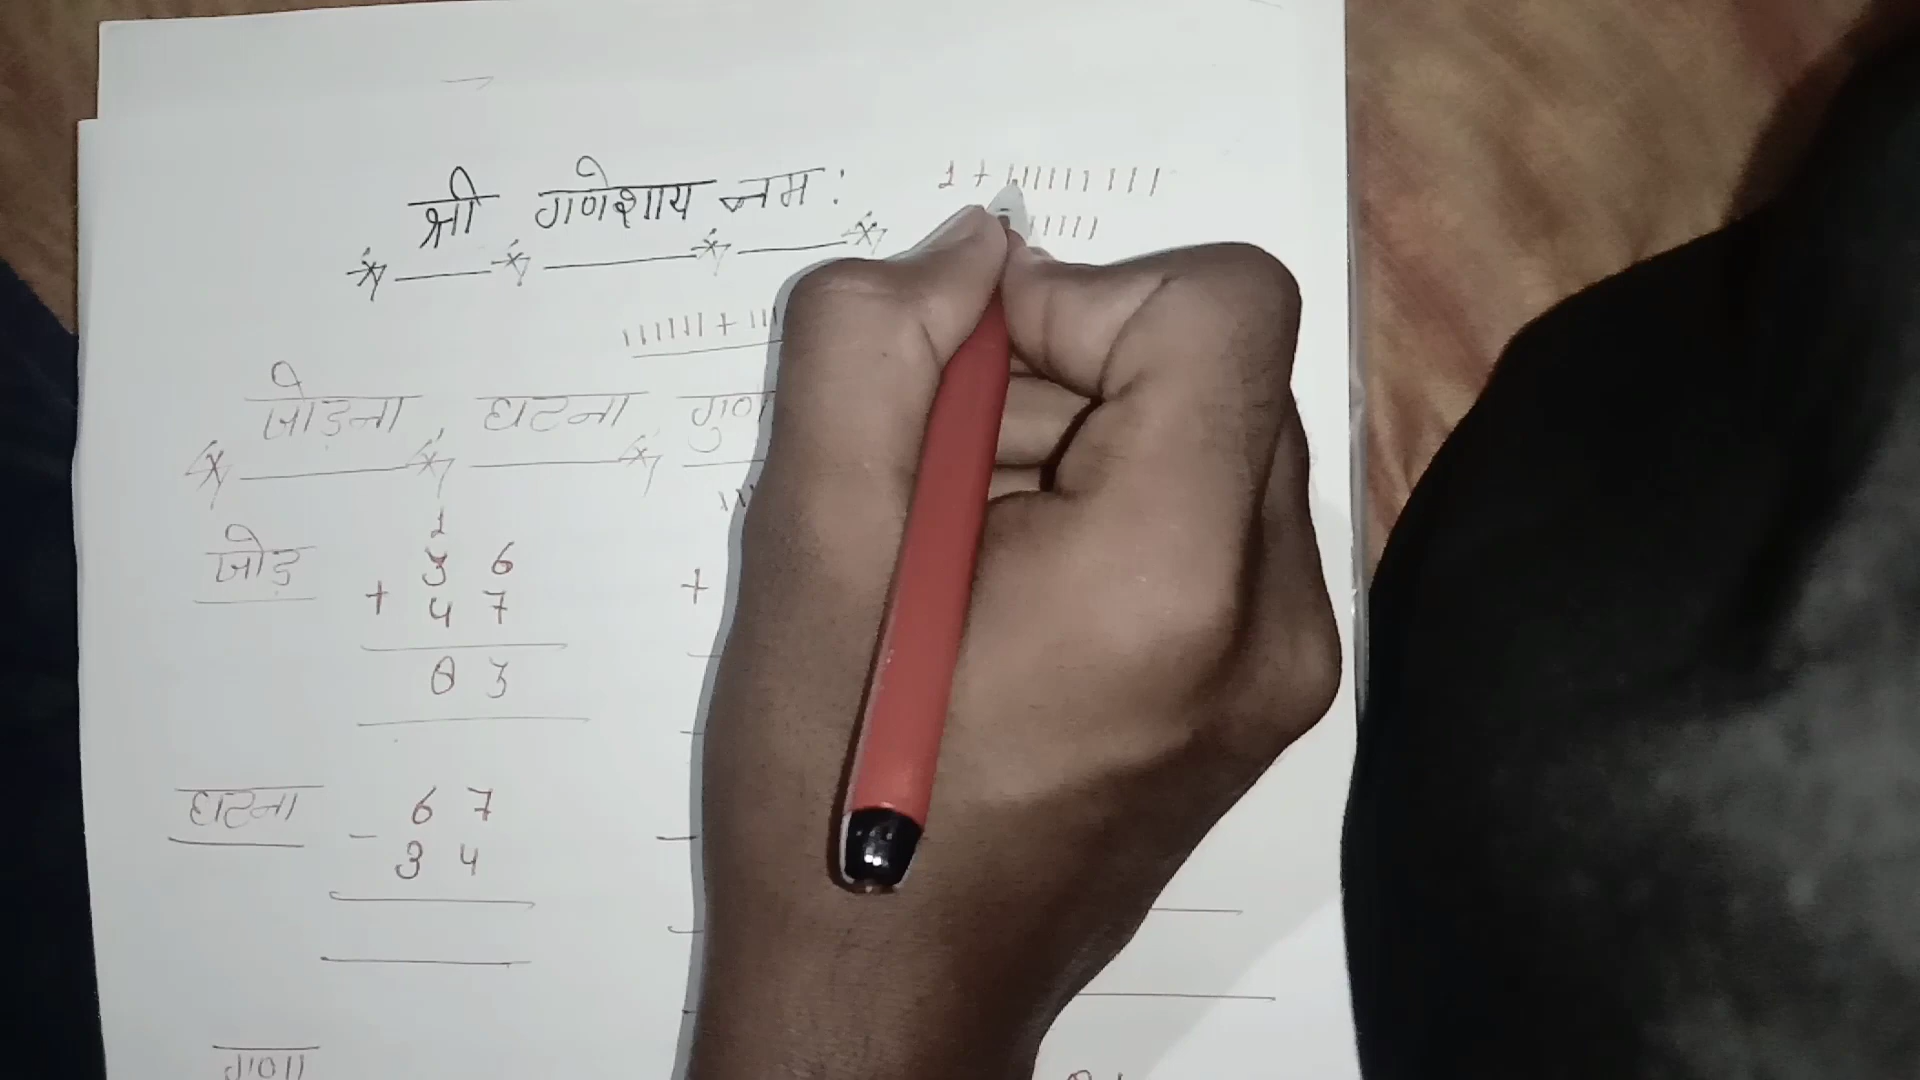 श्री गणेशाय नमः
1 +
+
जोड़ना, घटना,
जोड़
1
3 6
+ 4 7
8 3
घटना
6 7
- 3 4
गुणा